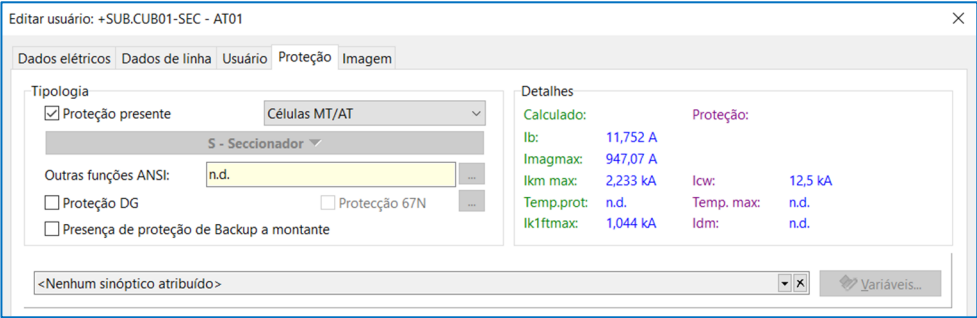 Editar usuário: +SUB.CUB01-SEC - AT01
Dados elétricos Dados de linha Usuário Proteção Imagem
Tipologia
Proteção presente Células MT/AT
S - Seccionador
Outras funções ANSI: n.d. ...
Proteção DG Protecção 67N ...
Presença de proteção de Backup a montante
Detalhes
Calculado: Proteção:
Ib: 11,752 A
Imagmax: 947,07 A
Ikm max: 2,233 kA Icw: 12,5 kA
Temp.prot: n.d. Temp. max: n.d.
Ik1ftmax: 1,044 kA Idm: n.d.
<Nenhum sinóptico atribuído> Variáveis...